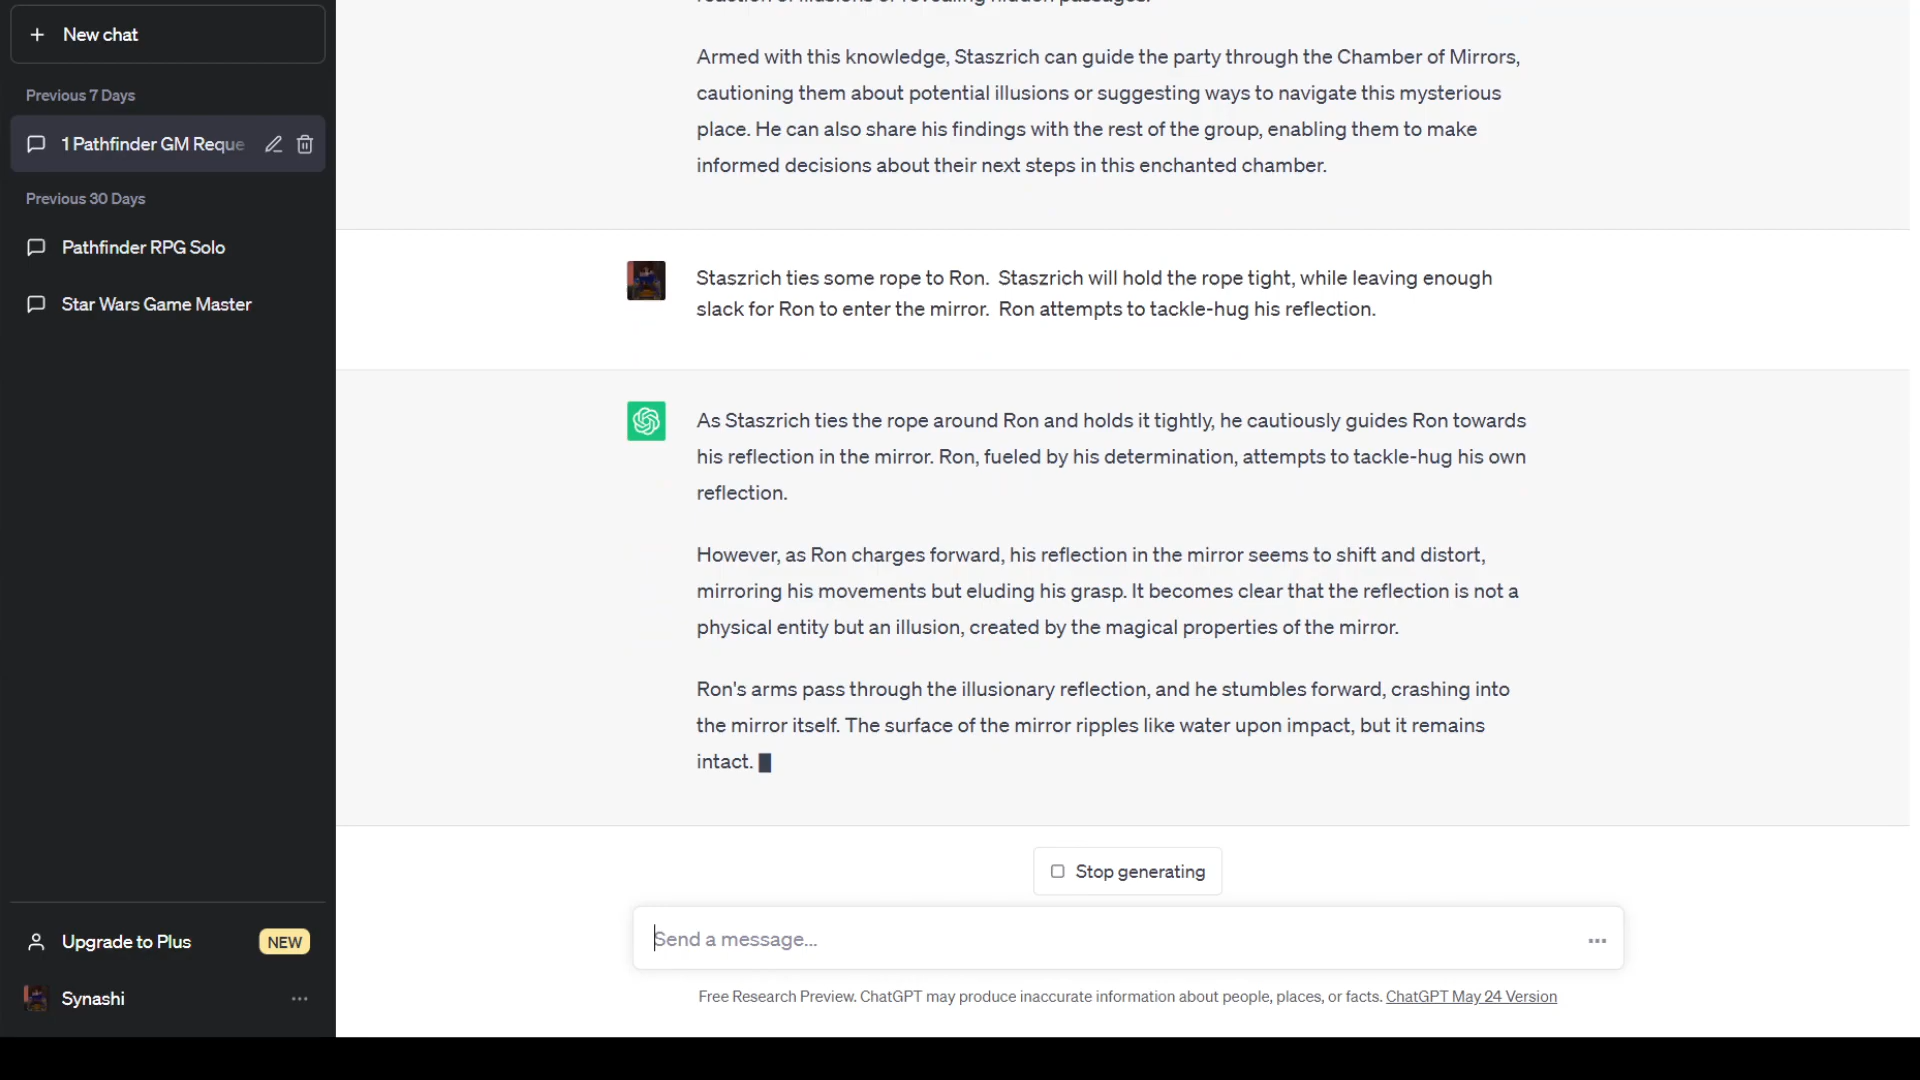 New chat
Previous 7 Days
1 Pathfinder GM Reque
Previous 30 Days
Pathfinder RPG Solo
Star Wars Game Master
Upgrade to Plus
NEW
Synashi
reaction of illusions or revealing hidden passages.
Armed with this knowledge, Staszrich can guide the party through the Chamber of Mirrors,
cautioning them about potential illusions or suggesting ways to navigate this mysterious
place. He can also share his findings with the rest of the group, enabling them to make
informed decisions about their next steps in this enchanted chamber.
Staszrich ties some rope to Ron.  Staszrich will hold the rope tight, while leaving enough
slack for Ron to enter the mirror.  Ron attempts to tackle-hug his reflection.
As Staszrich ties the rope around Ron and holds it tightly, he cautiously guides Ron towards
his reflection in the mirror. Ron, fueled by his determination, attempts to tackle-hug his own
reflection.
However, as Ron charges forward, his reflection in the mirror seems to shift and distort,
mirroring his movements but eluding his grasp. It becomes clear that the reflection is not a
physical entity but an illusion, created by the magical properties of the mirror.
Ron's arms pass through the illusionary reflection, and he stumbles forward, crashing into
the mirror itself. The surface of the mirror ripples like water upon impact, but it remains
intact.
Stop generating
Send a message...
Free Research Preview. ChatGPT may produce inaccurate information about people, places, or facts. ChatGPT May 24 Version